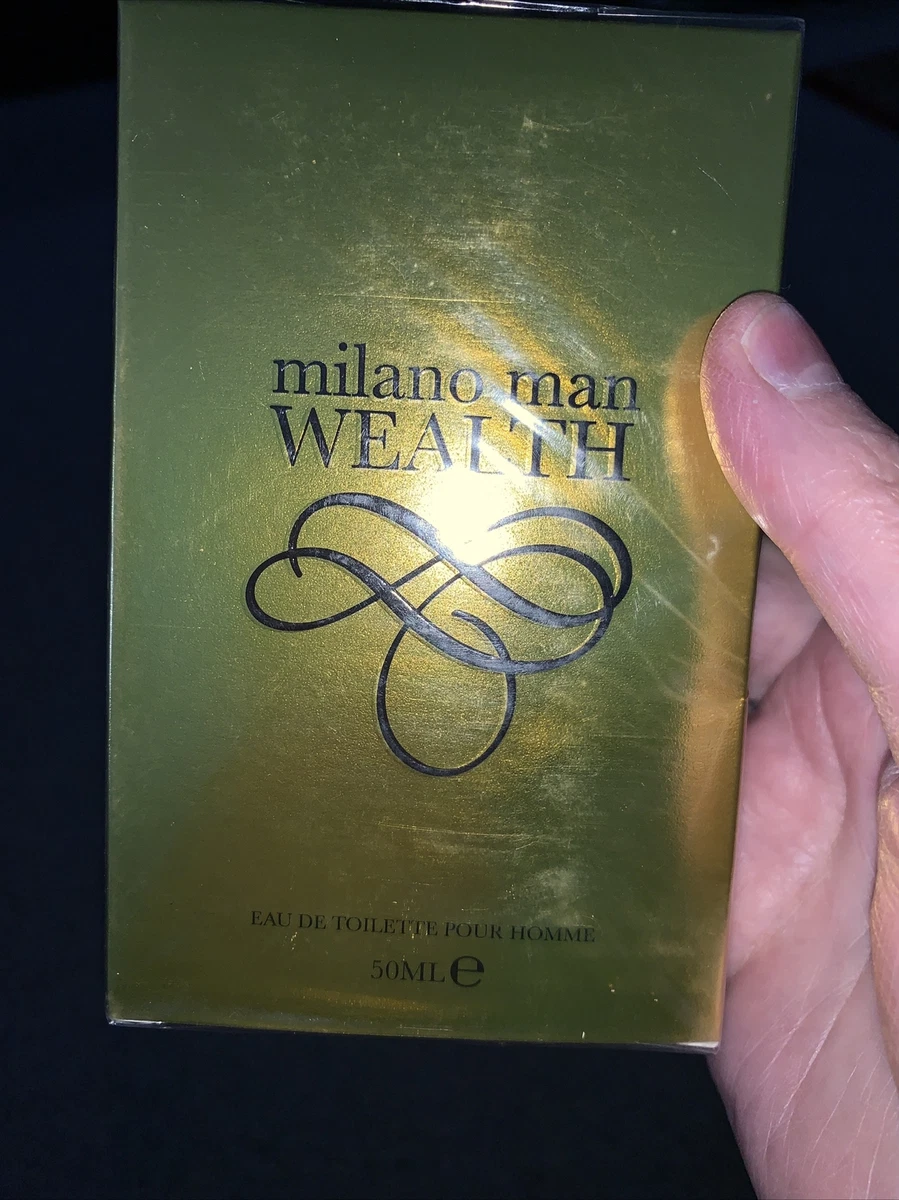 milano man
WEALTH
EAU DE TOILETTE POUR HOMME
50ML ℮